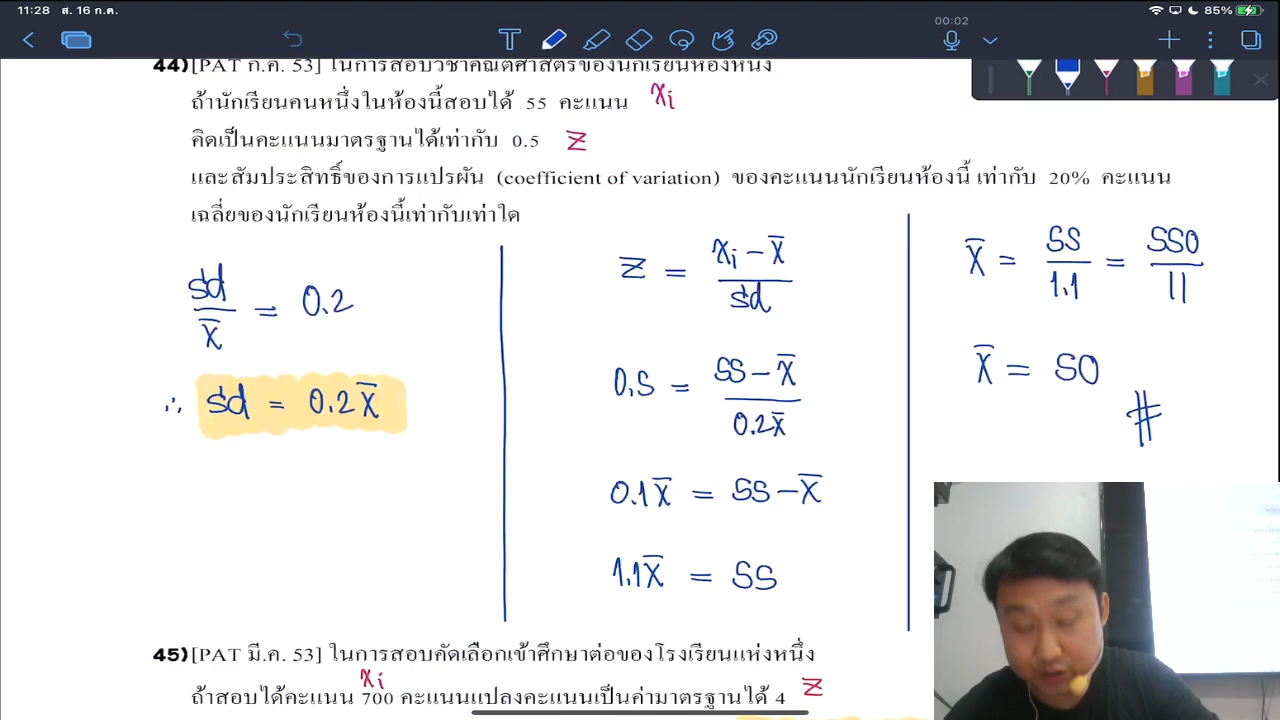 11:28 ส. 16 ก.ค. 85%
00:02
44) [PAT ก.ค. 53] ในการสอบวิชาคณิตศาสตร์ของนักเรียนห้องหนึ่ง
ถ้านักเรียนคนหนึ่งในห้องนี้สอบได้ 55 คะแนน xᵢ
คิดเป็นคะแนนมาตรฐานได้เท่ากับ 0.5 Z
และสัมประสิทธิ์ของการแปรผัน (coefficient of variation) ของคะแนนนักเรียนห้องนี้ เท่ากับ 20% คะแนน
เฉลี่ยของนักเรียนห้องนี้เท่ากับเท่าใด
sd/x̄ = 0.2
∴ sd = 0.2x̄
Z = (xᵢ − x̄)/sd
0.5 = (55 − x̄)/0.2x̄
0.1x̄ = 55 − x̄
1.1x̄ = 55
x̄ = 55/1.1 = 550/11
x̄ = 50
#
45) [PAT มี.ค. 53] ในการสอบคัดเลือกเข้าศึกษาต่อของโรงเรียนแห่งหนึ่ง
xᵢ
ถ้าสอบได้คะแนน 700 คะแนนแปลงคะแนนเป็นค่ามาตรฐานได้ 4 Z